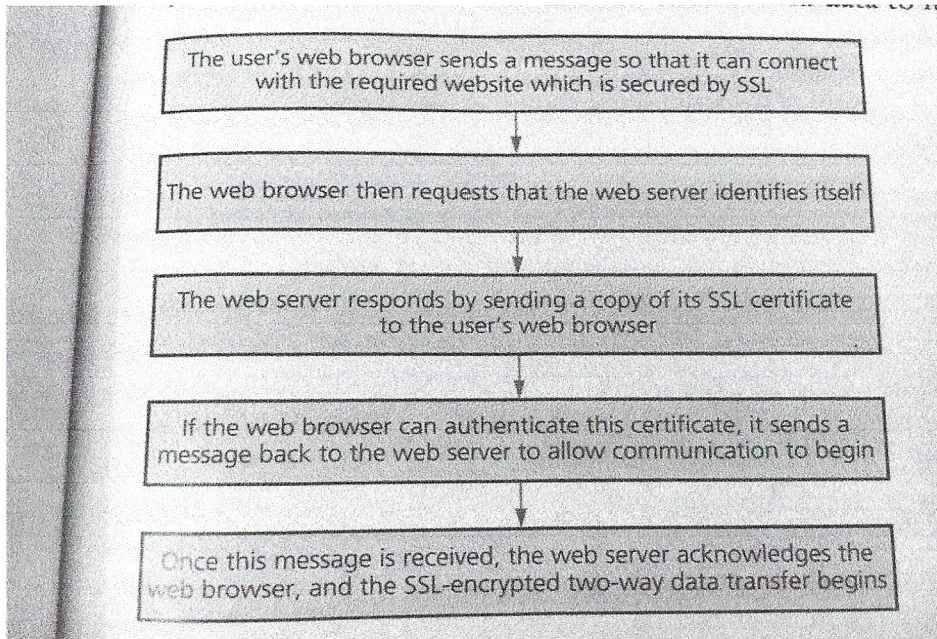 data to
The user's web browser sends a message so that it can connect
with the required website which is secured by SSL
The web browser then requests that the web server identifies itself
The web server responds by sending a copy of its SSL certificate
to the user's web browser
If the web browser can authenticate this certificate, it sends a
message back to the web server to allow communication to begin
Once this message is received, the web server acknowledges the
web browser, and the SSL-encrypted two-way data transfer begins